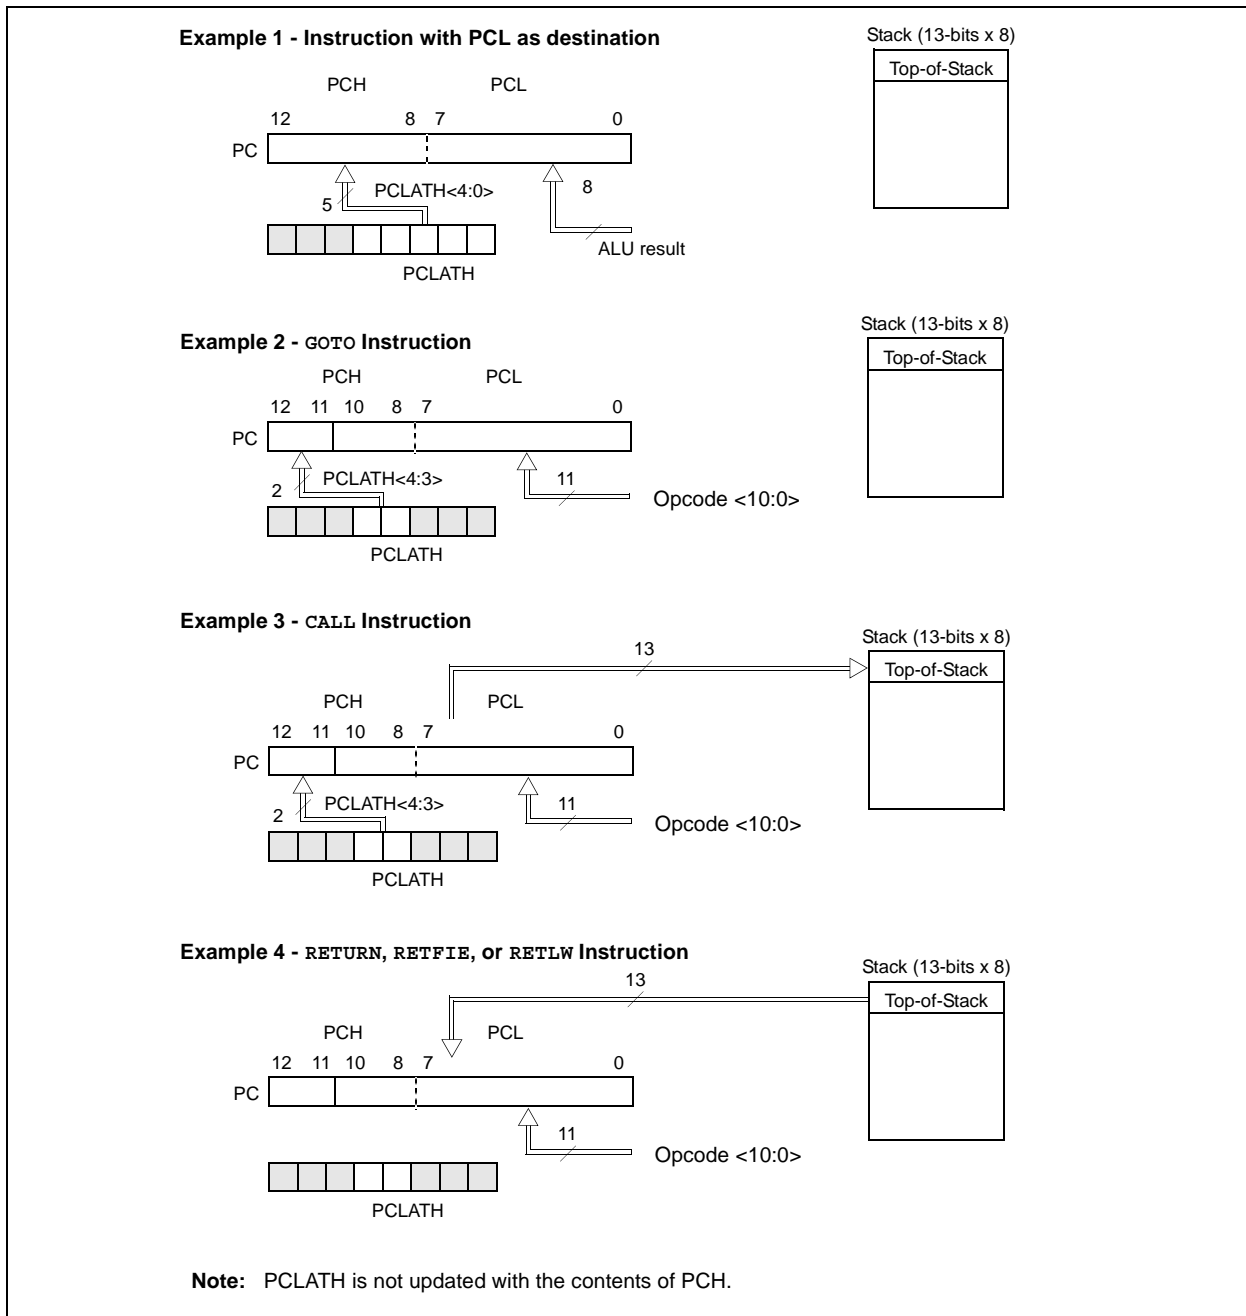 Example 1 - Instruction with PCL as destination
Stack (13-bits x 8)
Top-of-Stack
PCH PCL
12 8 7 0
PC
5 PCLATH<4:0> 8
ALU result
PCLATH
Example 2 - GOTO Instruction
Stack (13-bits x 8)
Top-of-Stack
PCH PCL
12 11 10 8 7 0
PC
2 PCLATH<4:3> 11
Opcode <10:0>
PCLATH
Example 3 - CALL Instruction
Stack (13-bits x 8)
13
Top-of-Stack
PCH PCL
12 11 10 8 7 0
PC
2 PCLATH<4:3> 11
Opcode <10:0>
PCLATH
Example 4 - RETURN, RETFIE, or RETLW Instruction
Stack (13-bits x 8)
13
Top-of-Stack
PCH PCL
12 11 10 8 7 0
PC
11
Opcode <10:0>
PCLATH
Note: PCLATH is not updated with the contents of PCH.